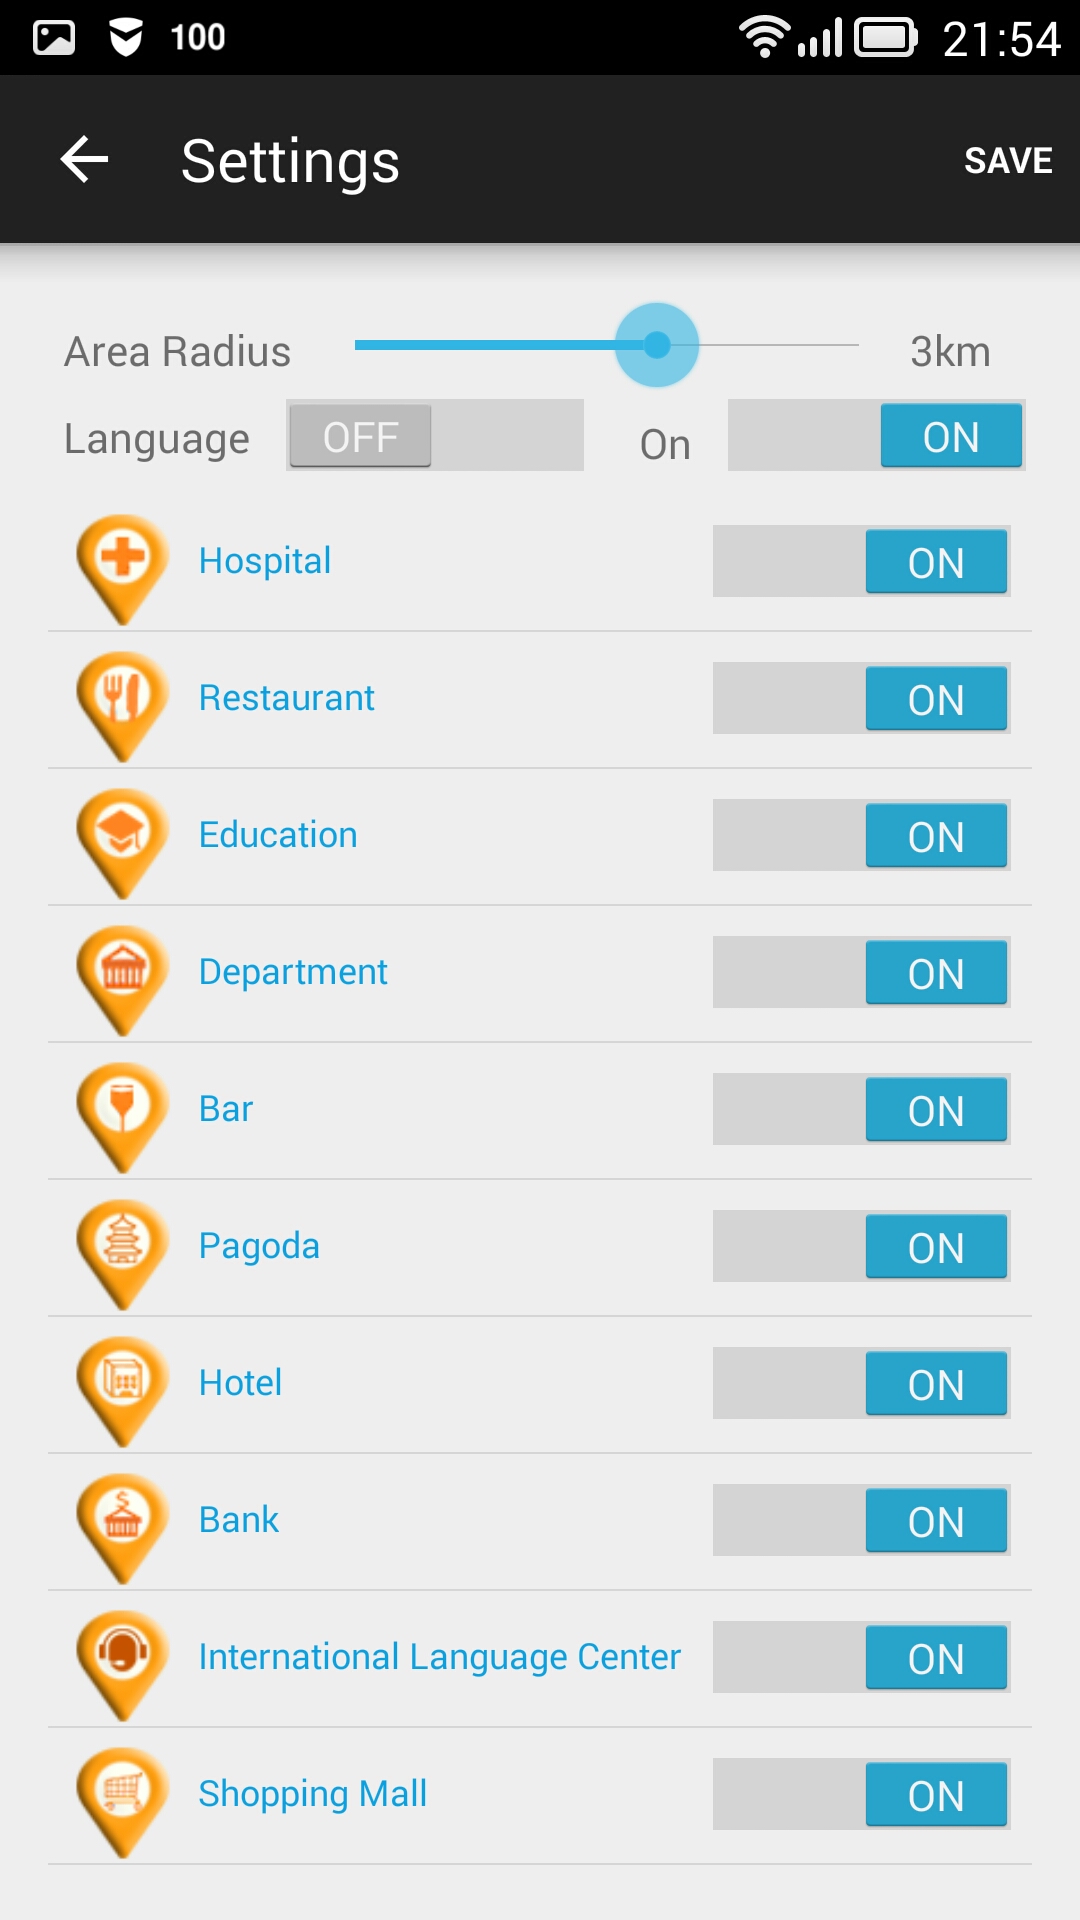 100 21:54
Settings SAVE
Area Radius 3km
Language OFF On ON
Hospital ON
Restaurant ON
Education ON
Department ON
Bar ON
Pagoda ON
Hotel ON
Bank ON
International Language Center ON
Shopping Mall ON